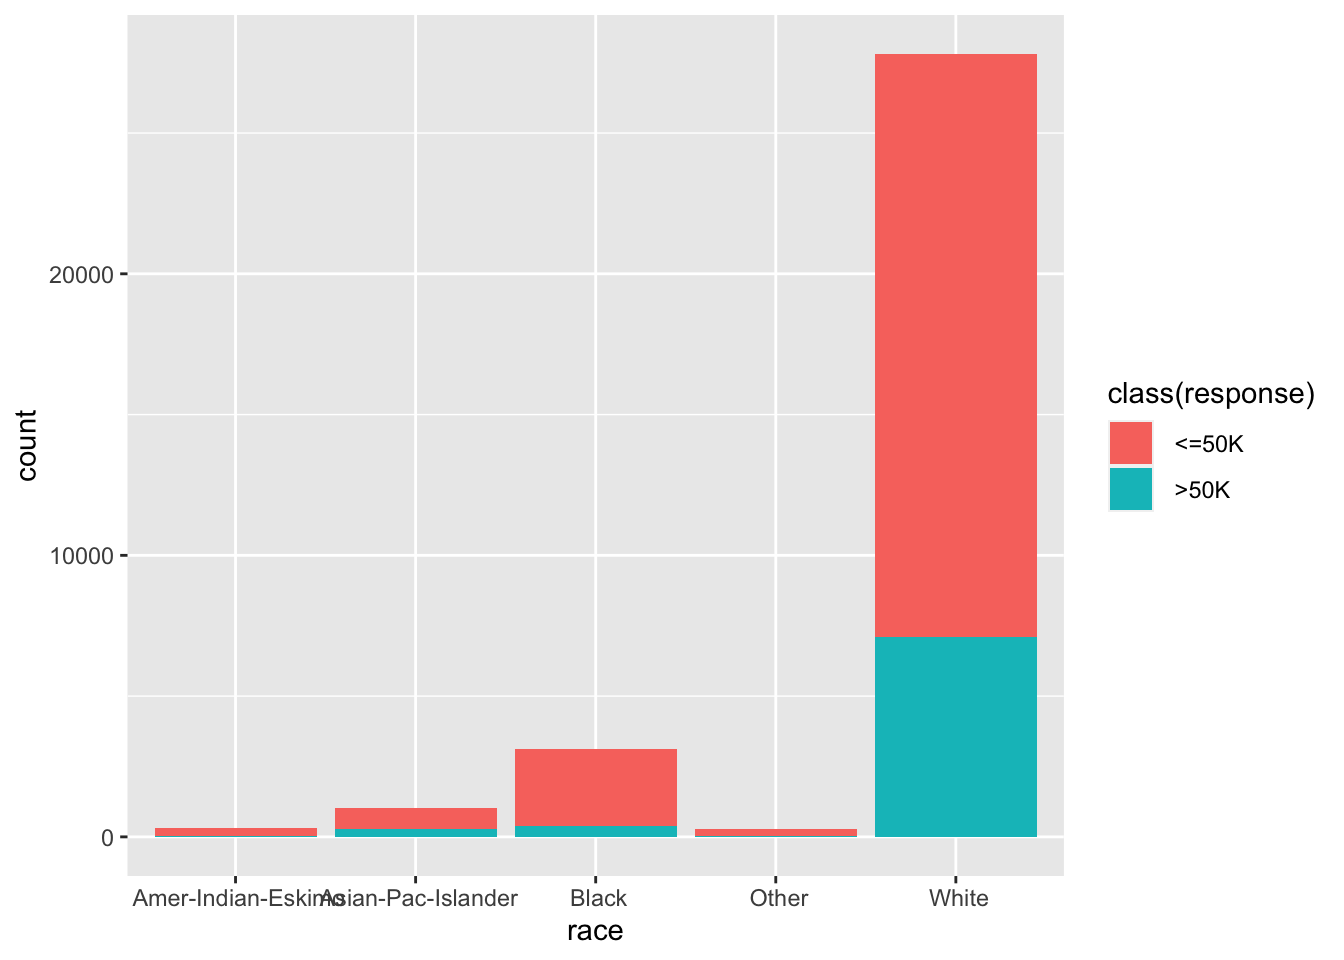 count
20000
10000
0
Amer-Indian-Eskimo Asian-Pac-Islander Black Other White
race
class(response)
<=50K
>50K